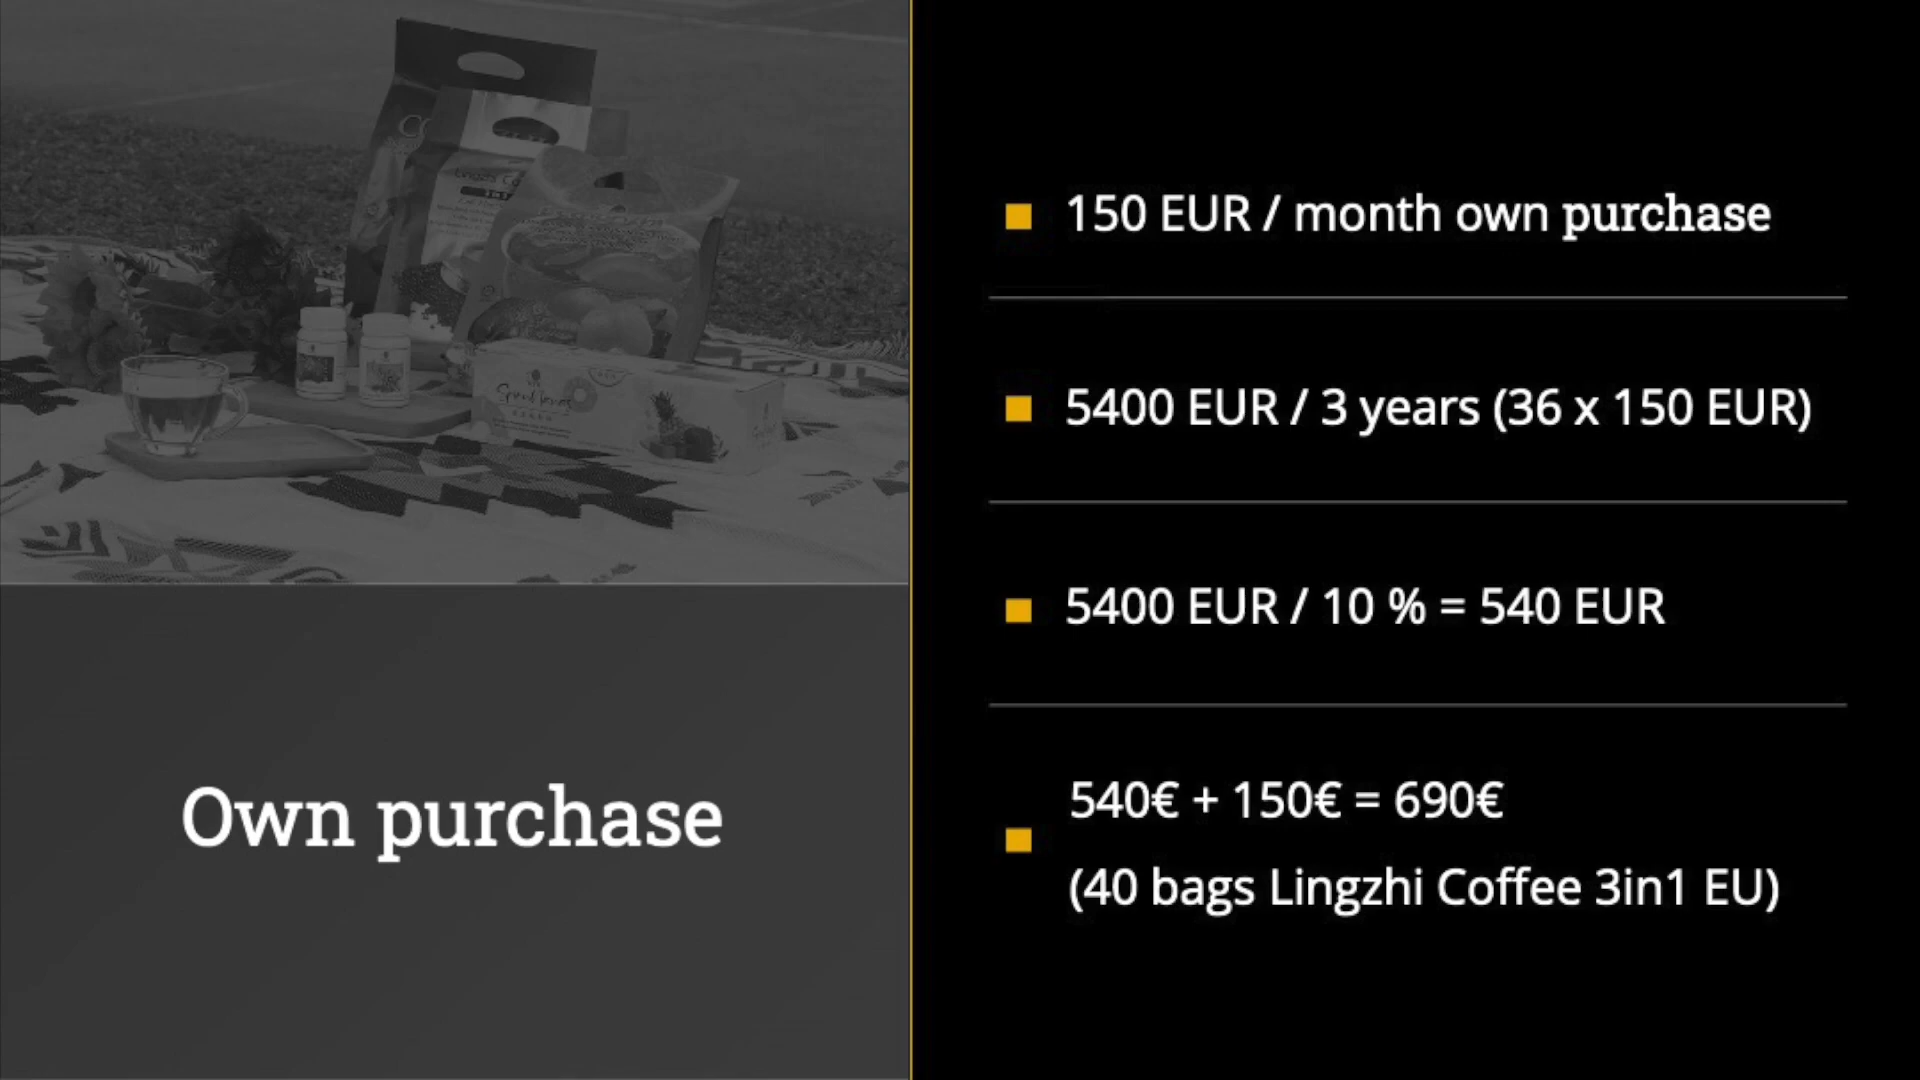 Own purchase
150 EUR / month own purchase
5400 EUR / 3 years (36 x 150 EUR)
5400 EUR / 10 % = 540 EUR
540€ + 150€ = 690€
(40 bags Lingzhi Coffee 3in1 EU)